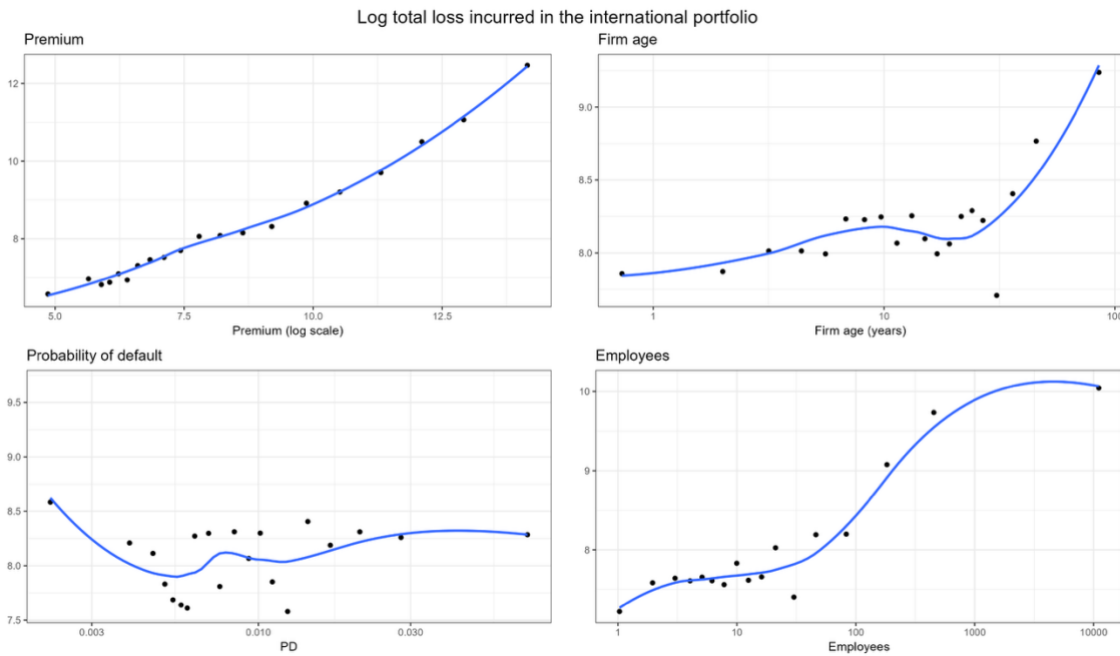 Log total loss incurred in the international portfolio
Premium
12
10
8
5.0 7.5 10.0 12.5
Premium (log scale)
Firm age
9.0
8.5
8.0
1 10 100
Firm age (years)
Probability of default
9.5
9.0
8.5
8.0
7.5
0.003 0.010 0.030
PD
Employees
10
9
8
1 10 100 1000 10000
Employees